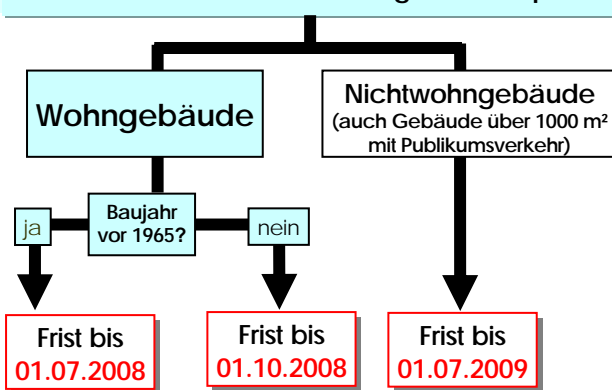 Wohngebäude
Nichtwohngebäude
(auch Gebäude über 1000 m²
mit Publikumsverkehr)
ja
Baujahr
vor 1965?
nein
Frist bis
01.07.2008
Frist bis
01.10.2008
Frist bis
01.07.2009